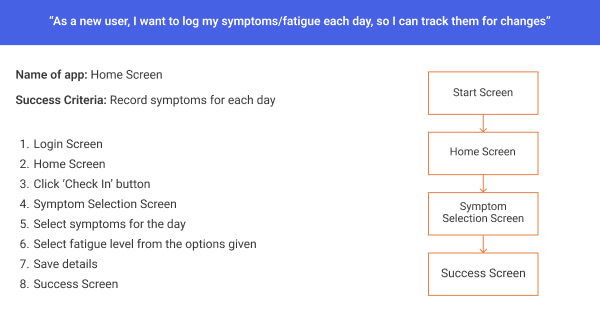 “As a new user, I want to log my symptoms/fatigue each day, so I can track them for changes”
Name of app: Home Screen
Success Criteria: Record symptoms for each day
1. Login Screen
2. Home Screen
3. Click ‘Check In’ button
4. Symptom Selection Screen
5. Select symptoms for the day
6. Select fatigue level from the options given
7. Save details
8. Success Screen
Start Screen
Home Screen
Symptom
Selection Screen
Success Screen